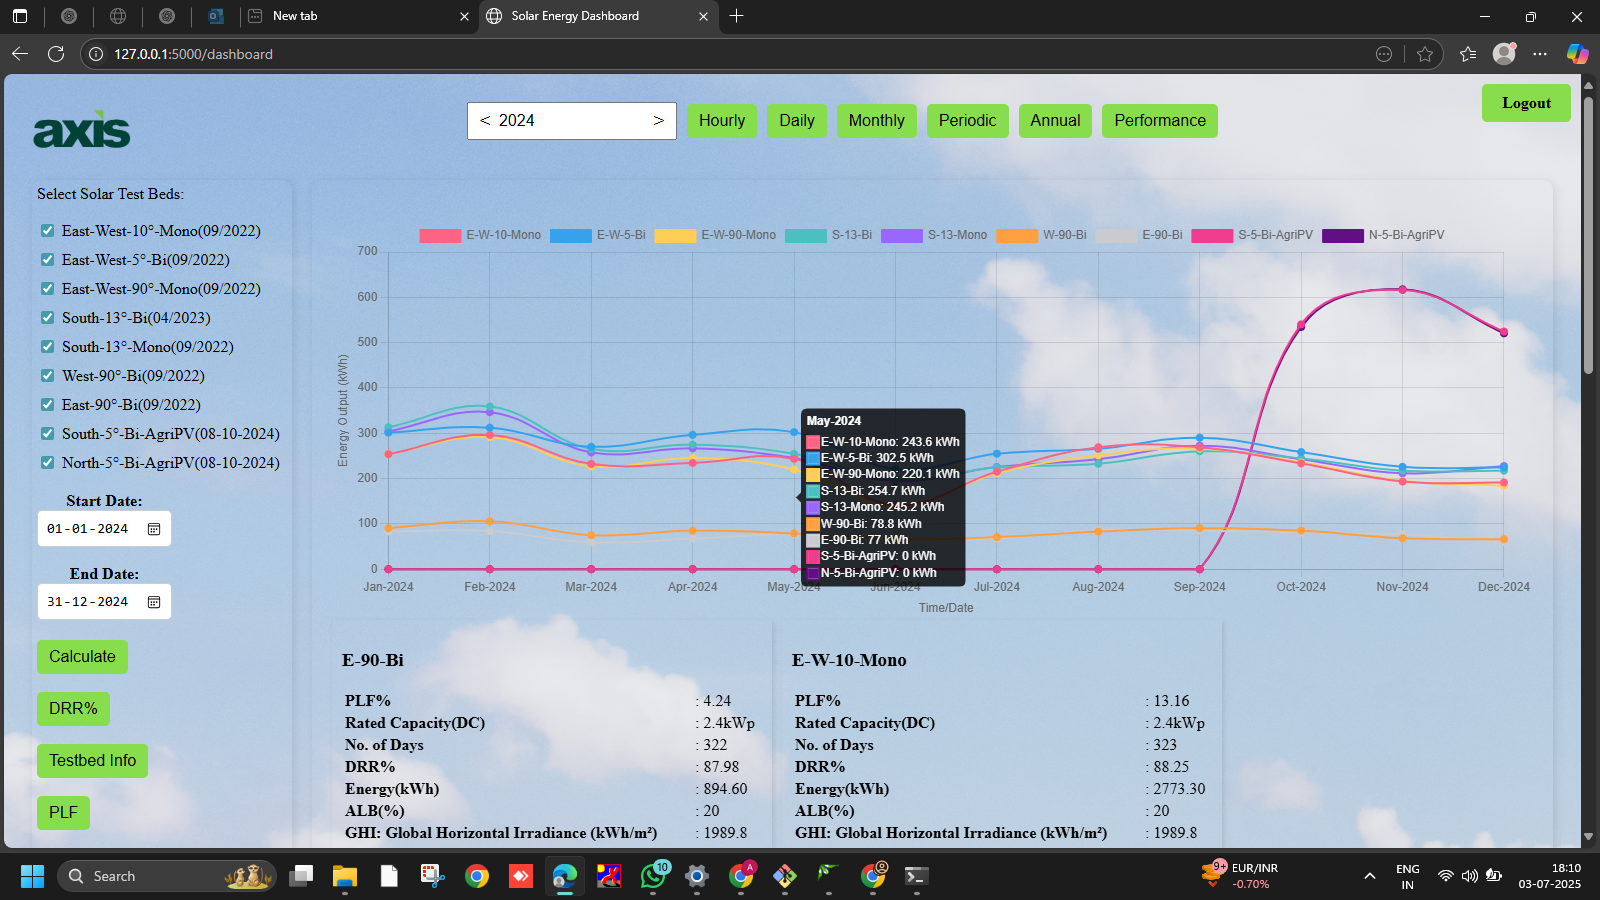 New tab
Solar Energy Dashboard
127.0.0.1:5000/dashboard
axis
< 2024 >
Hourly
Daily
Monthly
Periodic
Annual
Performance
Logout
Select Solar Test Beds:
East-West-10°-Mono(09/2022)
East-West-5°-Bi(09/2022)
East-West-90°-Mono(09/2022)
South-13°-Bi(04/2023)
South-13°-Mono(09/2022)
West-90°-Bi(09/2022)
East-90°-Bi(09/2022)
South-5°-Bi-AgriPV(08-10-2024)
North-5°-Bi-AgriPV(08-10-2024)
Start Date:
01-01-2024
End Date:
31-12-2024
Calculate
DRR%
Testbed Info
PLF
E-W-10-Mono E-W-5-Bi E-W-90-Mono S-13-Bi S-13-Mono W-90-Bi E-90-Bi S-5-Bi-AgriPV N-5-Bi-AgriPV
Energy Output (kWh)
700
600
500
400
300
200
100
0
May-2024
E-W-10-Mono: 243.6 kWh
E-W-5-Bi: 302.5 kWh
E-W-90-Mono: 220.1 kWh
S-13-Bi: 254.7 kWh
S-13-Mono: 245.2 kWh
W-90-Bi: 78.8 kWh
E-90-Bi: 77 kWh
S-5-Bi-AgriPV: 0 kWh
N-5-Bi-AgriPV: 0 kWh
Jan-2024 Feb-2024 Mar-2024 Apr-2024 May-2024 Jun-2024 Jul-2024 Aug-2024 Sep-2024 Oct-2024 Nov-2024 Dec-2024
Time/Date
E-90-Bi
PLF% : 4.24
Rated Capacity(DC) : 2.4kWp
No. of Days : 322
DRR% : 87.98
Energy(kWh) : 894.60
ALB(%) : 20
GHI: Global Horizontal Irradiance (kWh/m²) : 1989.8
E-W-10-Mono
PLF% : 13.16
Rated Capacity(DC) : 2.4kWp
No. of Days : 323
DRR% : 88.25
Energy(kWh) : 2773.30
ALB(%) : 20
GHI: Global Horizontal Irradiance (kWh/m²) : 1989.8
Search
10
A
9+
EUR/INR
-0.70%
ENG
IN
18:10
03-07-2025